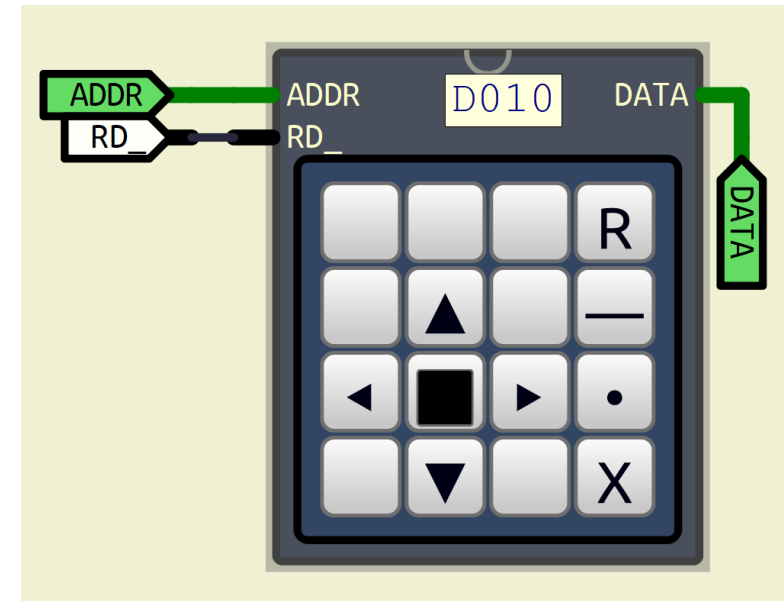 ADDR
ADDR
D010
DATA
RD_
RD_
DATA
R
X